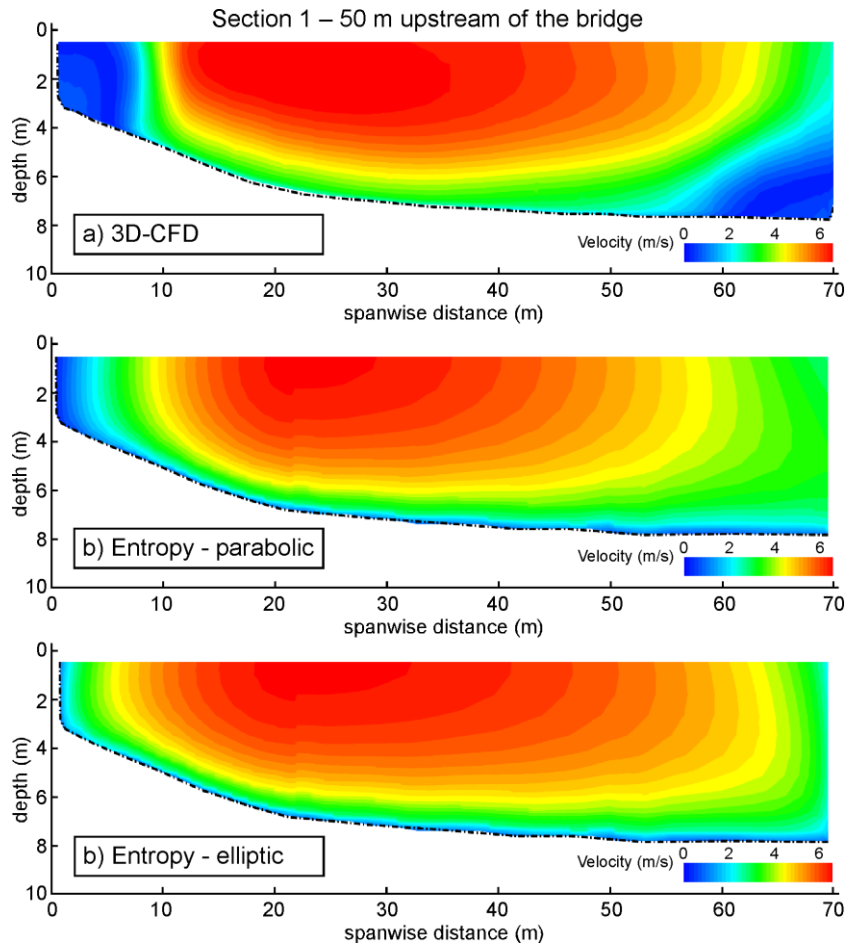 Section 1 – 50 m upstream of the bridge
0
2
4
6
8
10
depth (m)
a) 3D-CFD
Velocity (m/s) 0 2 4 6
0 10 20 30 40 50 60 70
spanwise distance (m)
0
2
4
6
8
10
depth (m)
b) Entropy - parabolic
Velocity (m/s) 0 2 4 6
0 10 20 30 40 50 60 70
spanwise distance (m)
0
2
4
6
8
10
depth (m)
b) Entropy - elliptic
Velocity (m/s) 0 2 4 6
0 10 20 30 40 50 60 70
spanwise distance (m)